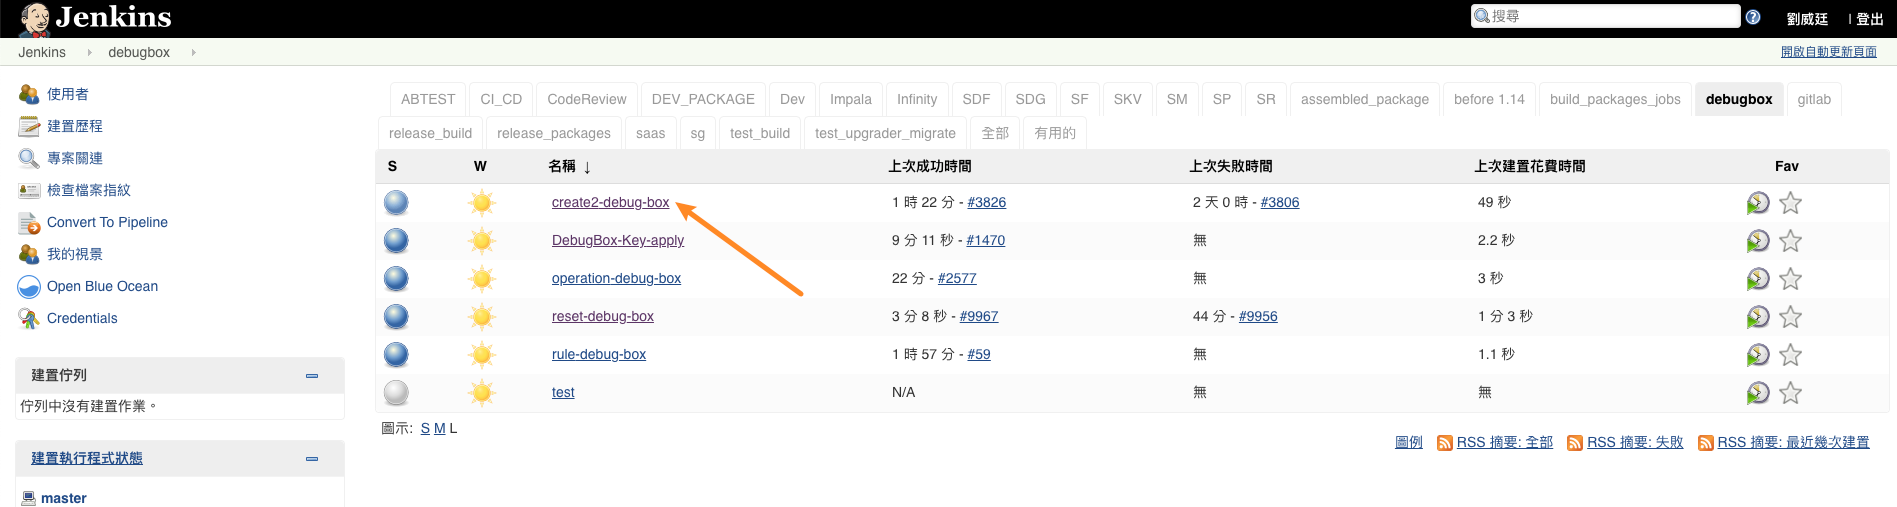 Jenkins
搜尋
劉威廷 | 登出
Jenkins debugbox
開啟自動更新頁面
使用者
建置歷程
專案關連
檢查檔案指紋
Convert To Pipeline
我的視景
Open Blue Ocean
Credentials
建置佇列
佇列中沒有建置作業。
建置執行程式狀態
master
ABTEST CI_CD CodeReview DEV_PACKAGE Dev Impala Infinity SDF SDG SF SKV SM SP SR assembled_package before 1.14 build_packages_jobs debugbox gitlab
release_build release_packages saas sg test_build test_upgrader_migrate 全部 有用的
S W 名稱 ↓ 上次成功時間 上次失敗時間 上次建置花費時間 Fav
create2-debug-box 1 時 22 分 - #3826 2 天 0 時 - #3806 49 秒
DebugBox-Key-apply 9 分 11 秒 - #1470 無 2.2 秒
operation-debug-box 22 分 - #2577 無 3 秒
reset-debug-box 3 分 8 秒 - #9967 44 分 - #9956 1 分 3 秒
rule-debug-box 1 時 57 分 - #59 無 1.1 秒
test N/A 無 無
圖示: S M L
圖例 RSS 摘要: 全部 RSS 摘要: 失敗 RSS 摘要: 最近幾次建置